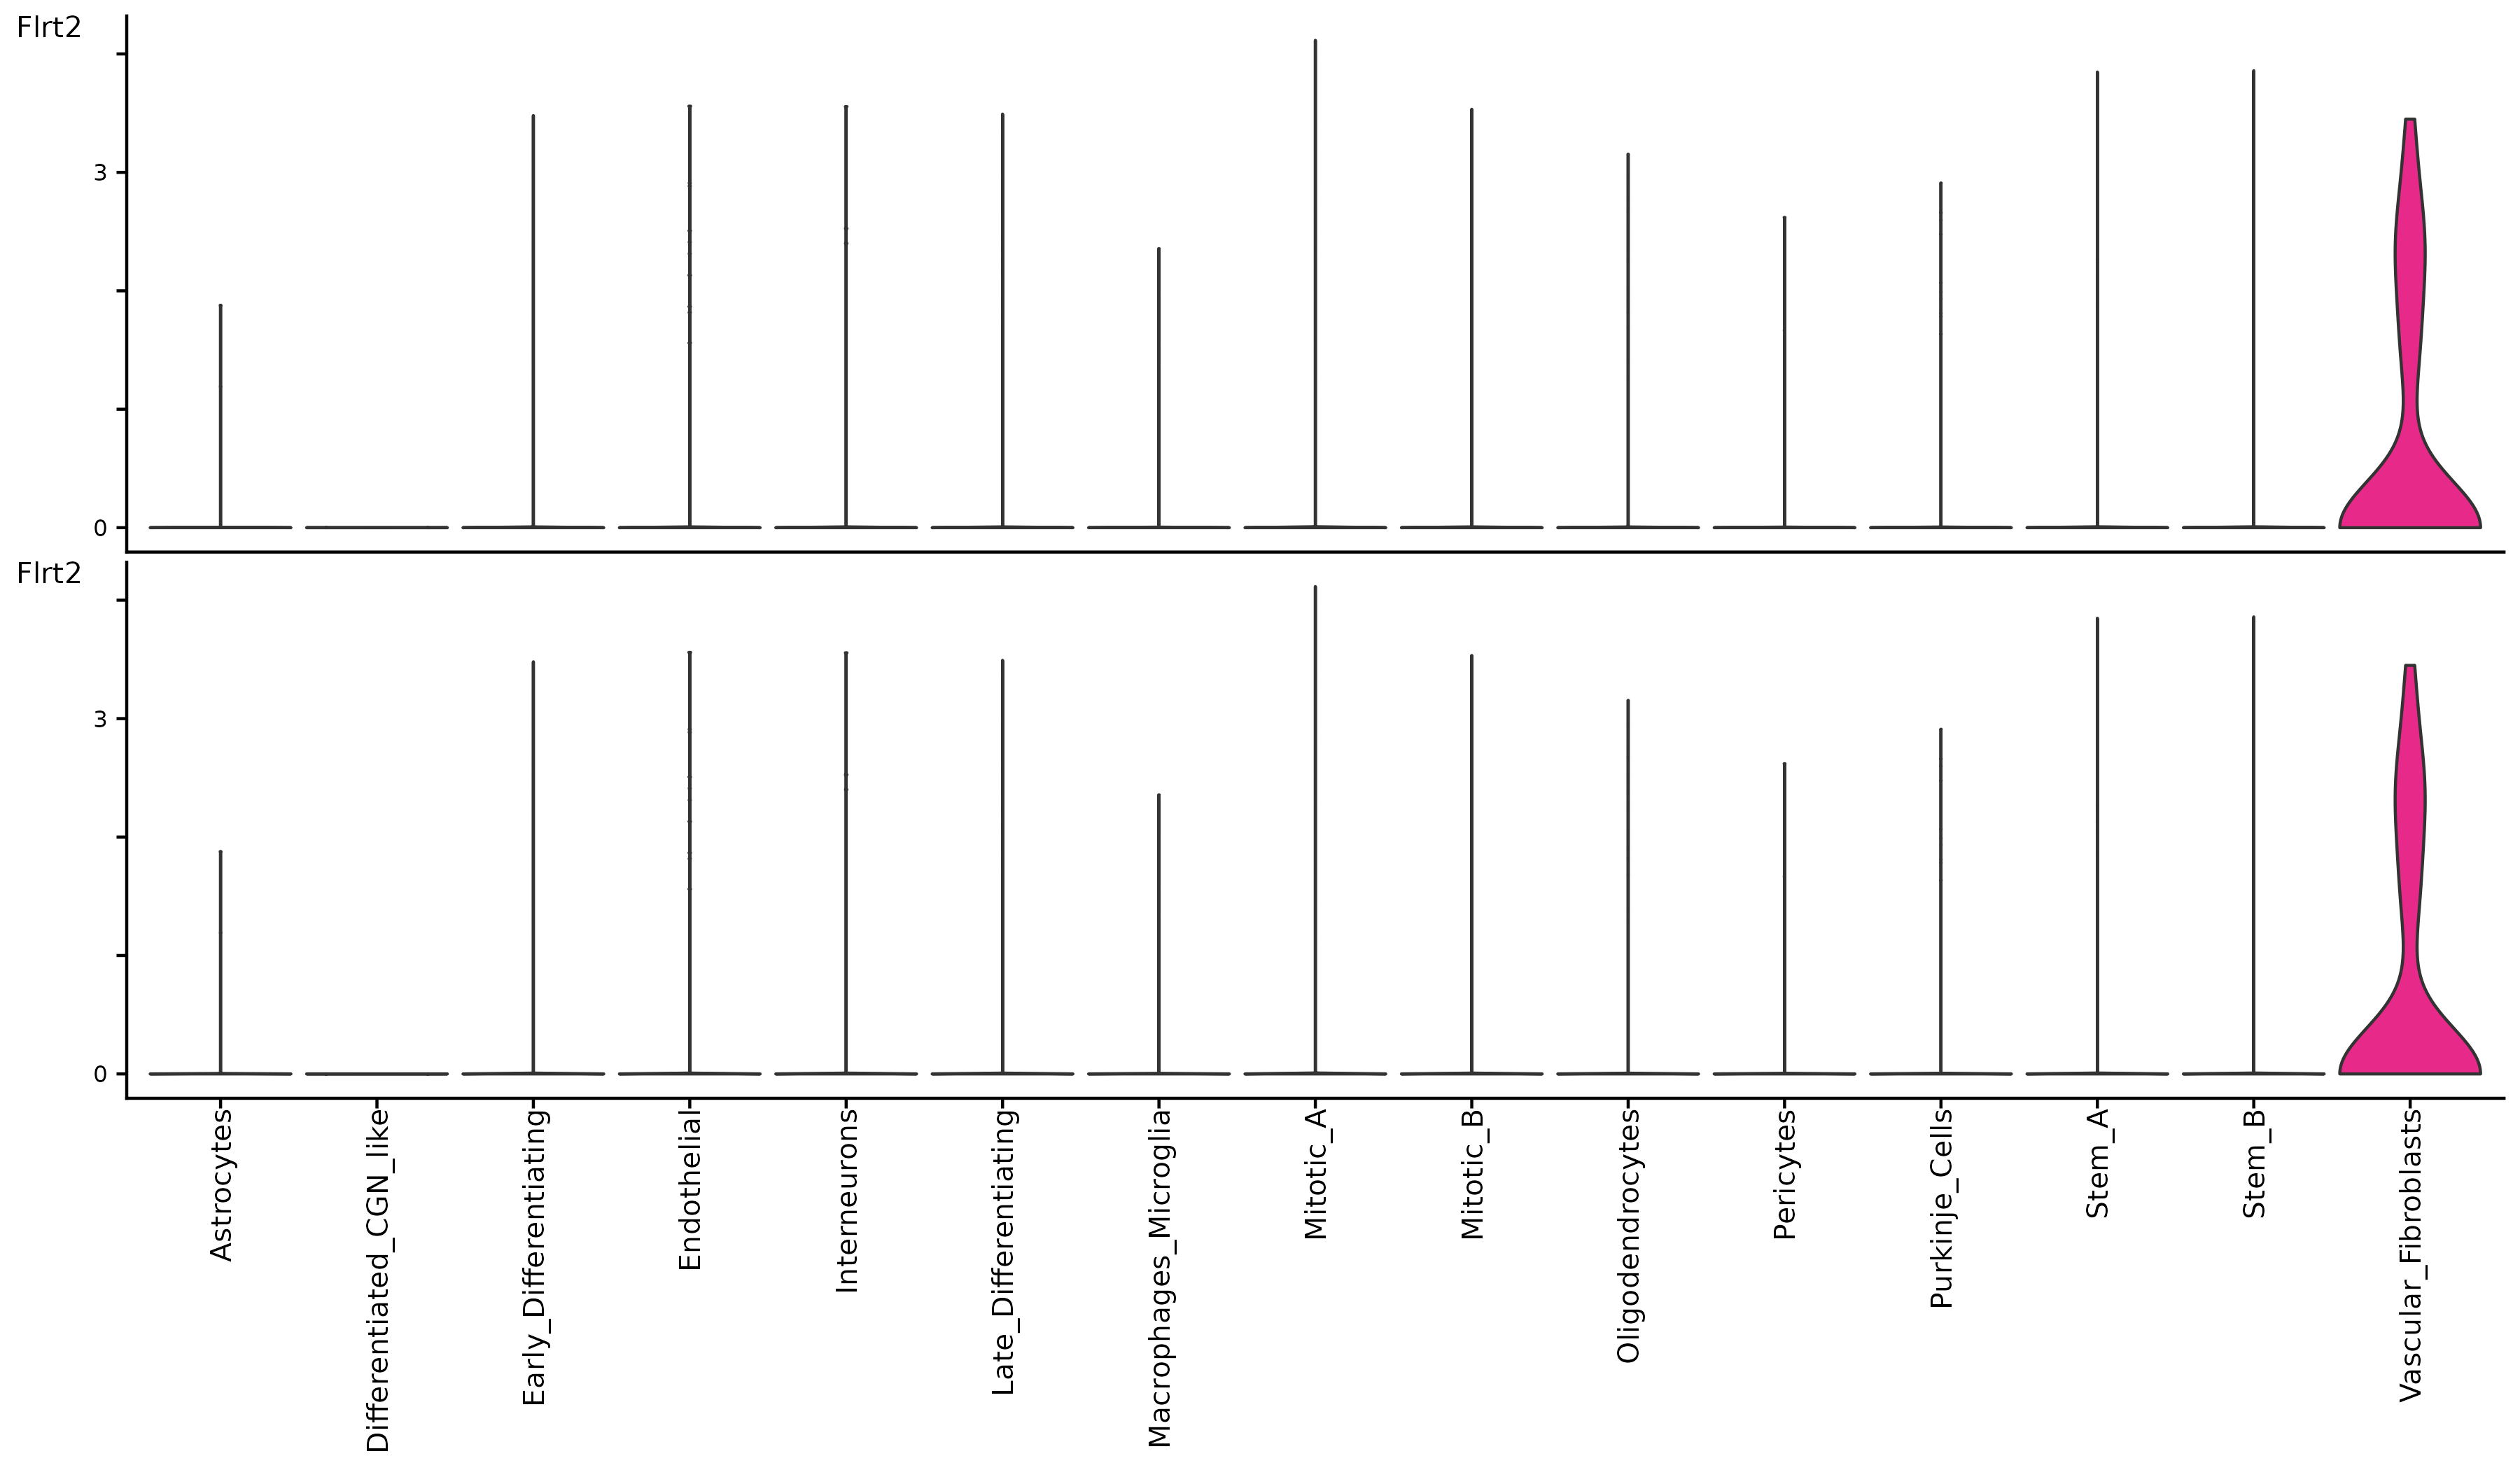 Flrt2
3
0
Flrt2
3
0
Astrocytes
Differentiated_CGN_like
Early_Differentiating
Endothelial
Interneurons
Late_Differentiating
Macrophages_Microglia
Mitotic_A
Mitotic_B
Oligodendrocytes
Pericytes
Purkinje_Cells
Stem_A
Stem_B
Vascular_Fibroblasts